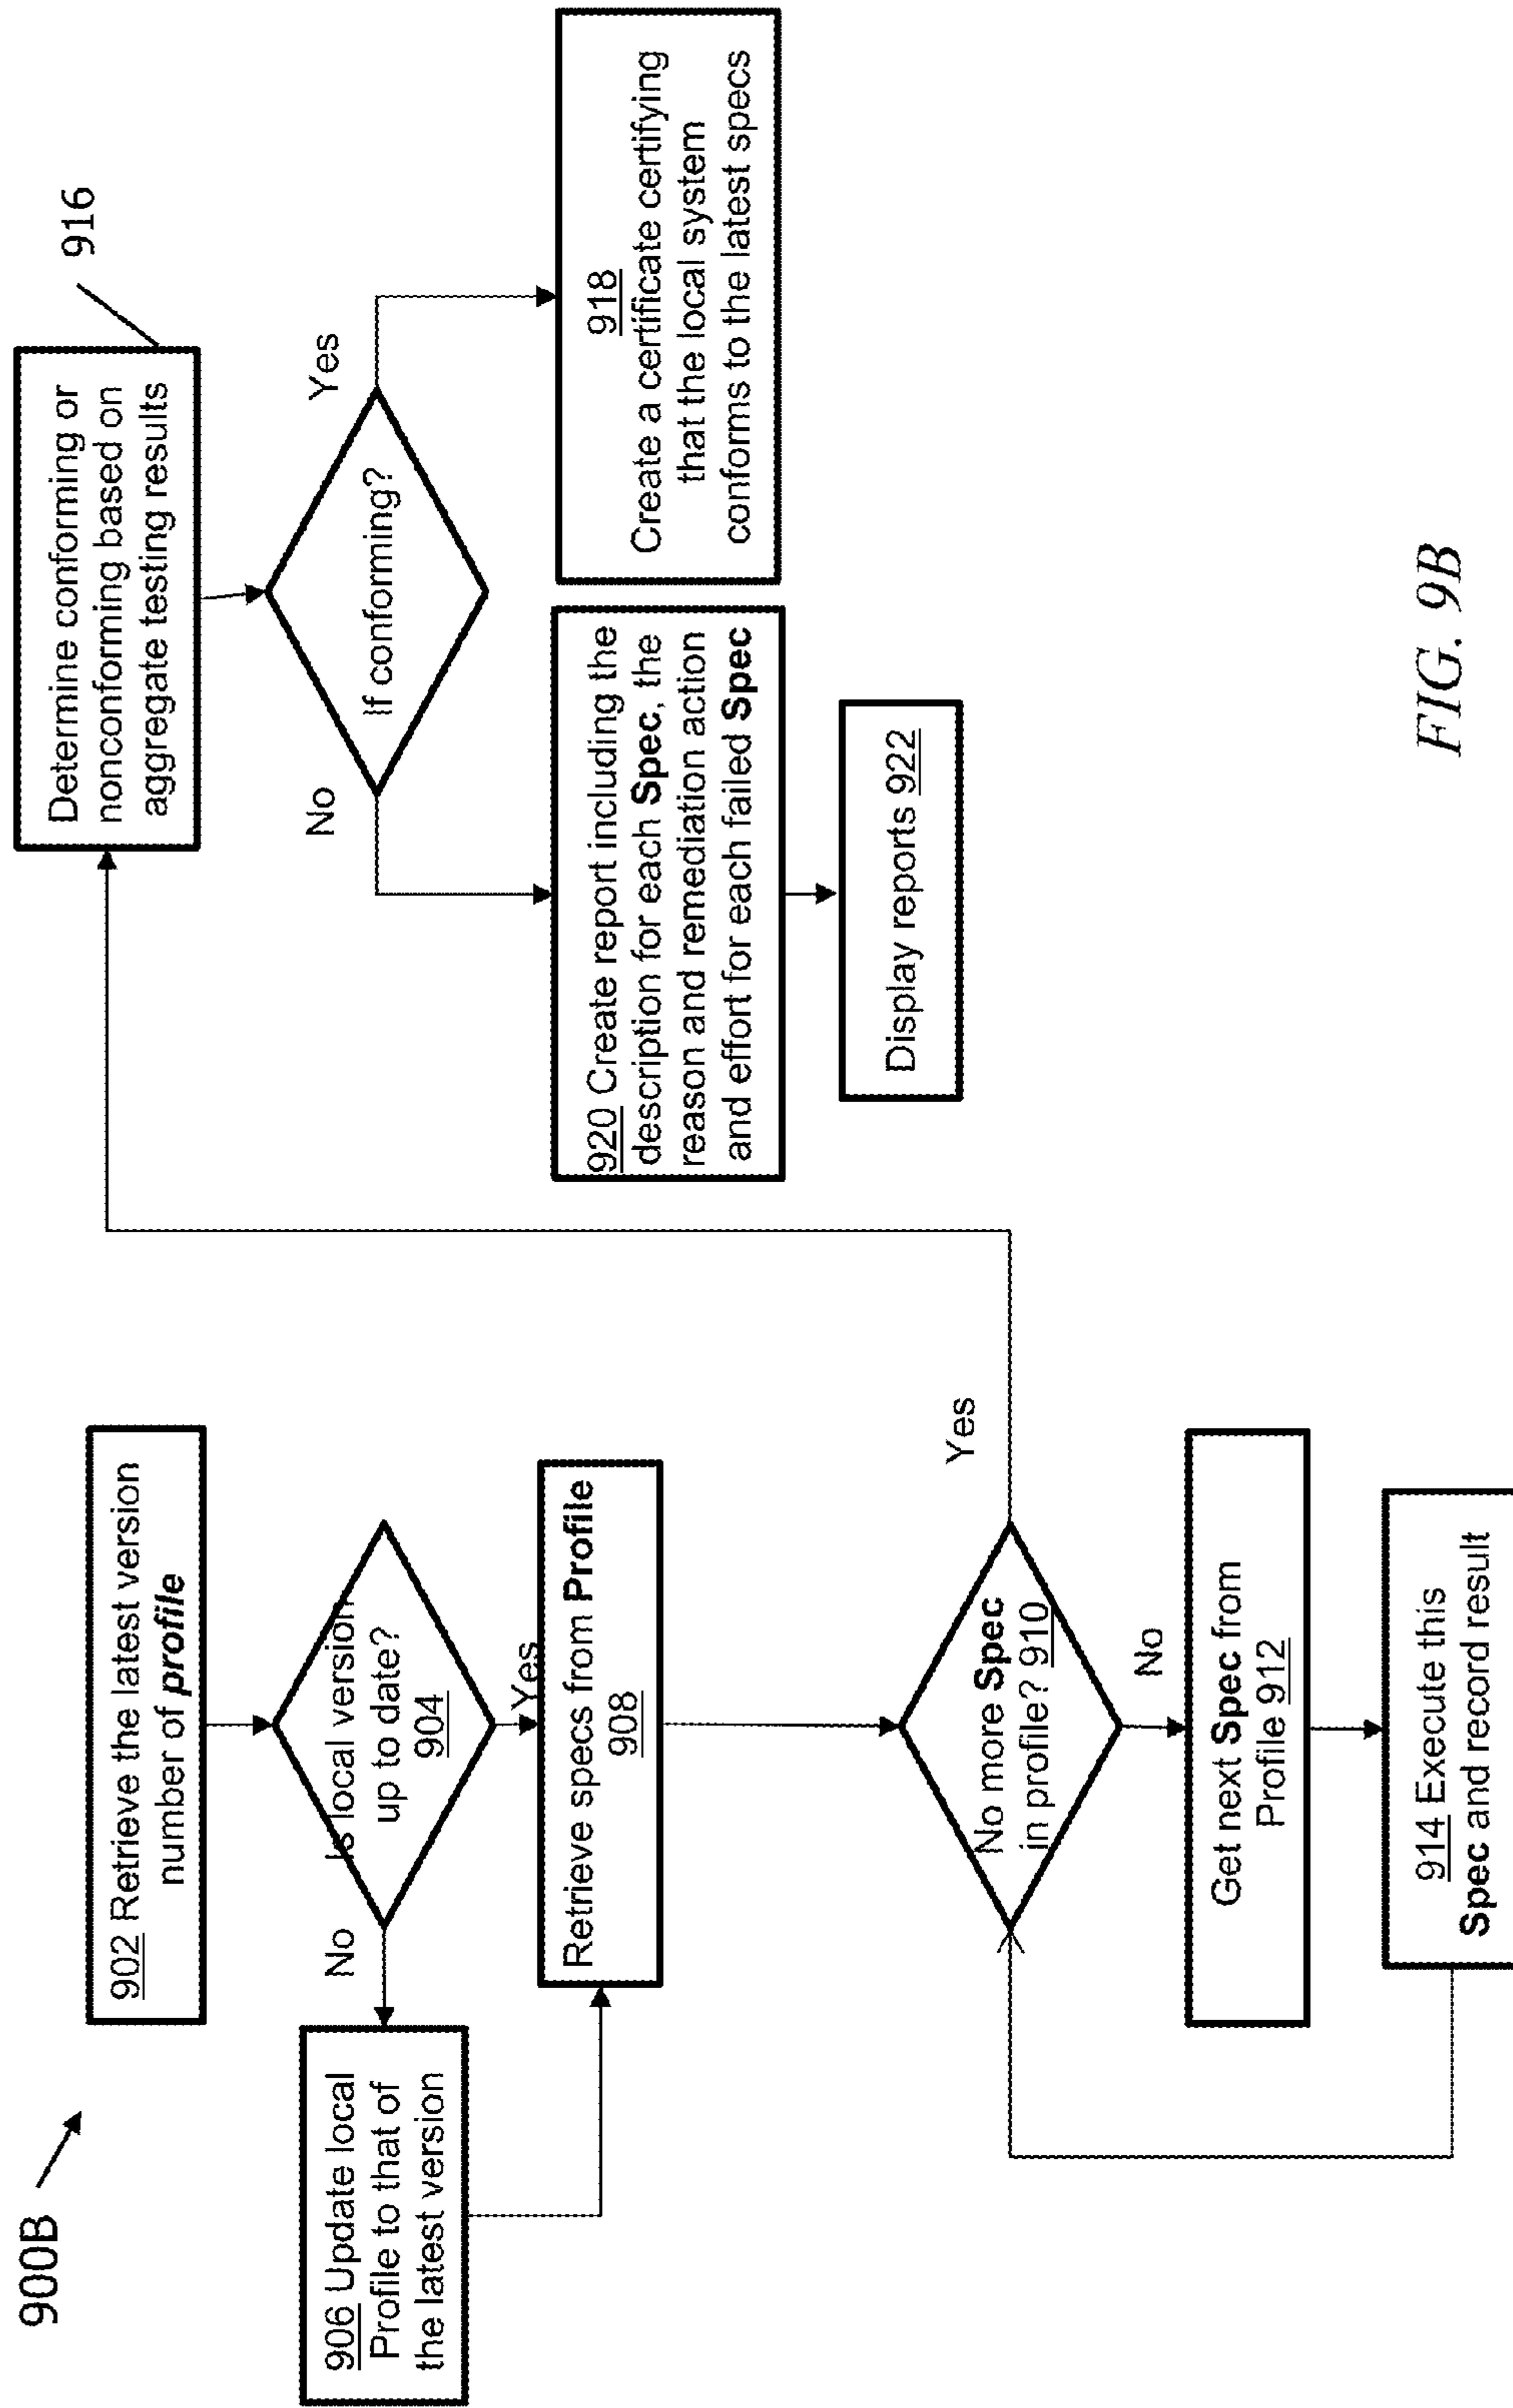 900B
902 Retrieve the latest version
number of profile
Is local version
up to date?
904
No
Yes
906 Update local
Profile to that of
the latest version
Retrieve specs from Profile
908
No more Spec
in profile? 910
Yes
No
Get next Spec from
Profile 912
914 Execute this
Spec and record result
Determine conforming or
nonconforming based on
aggregate testing results
916
If conforming?
No
Yes
920 Create report including the
description for each Spec, the
reason and remediation action
and effort for each failed Spec
918
Create a certificate certifying
that the local system
conforms to the latest specs
Display reports 922
FIG. 9B